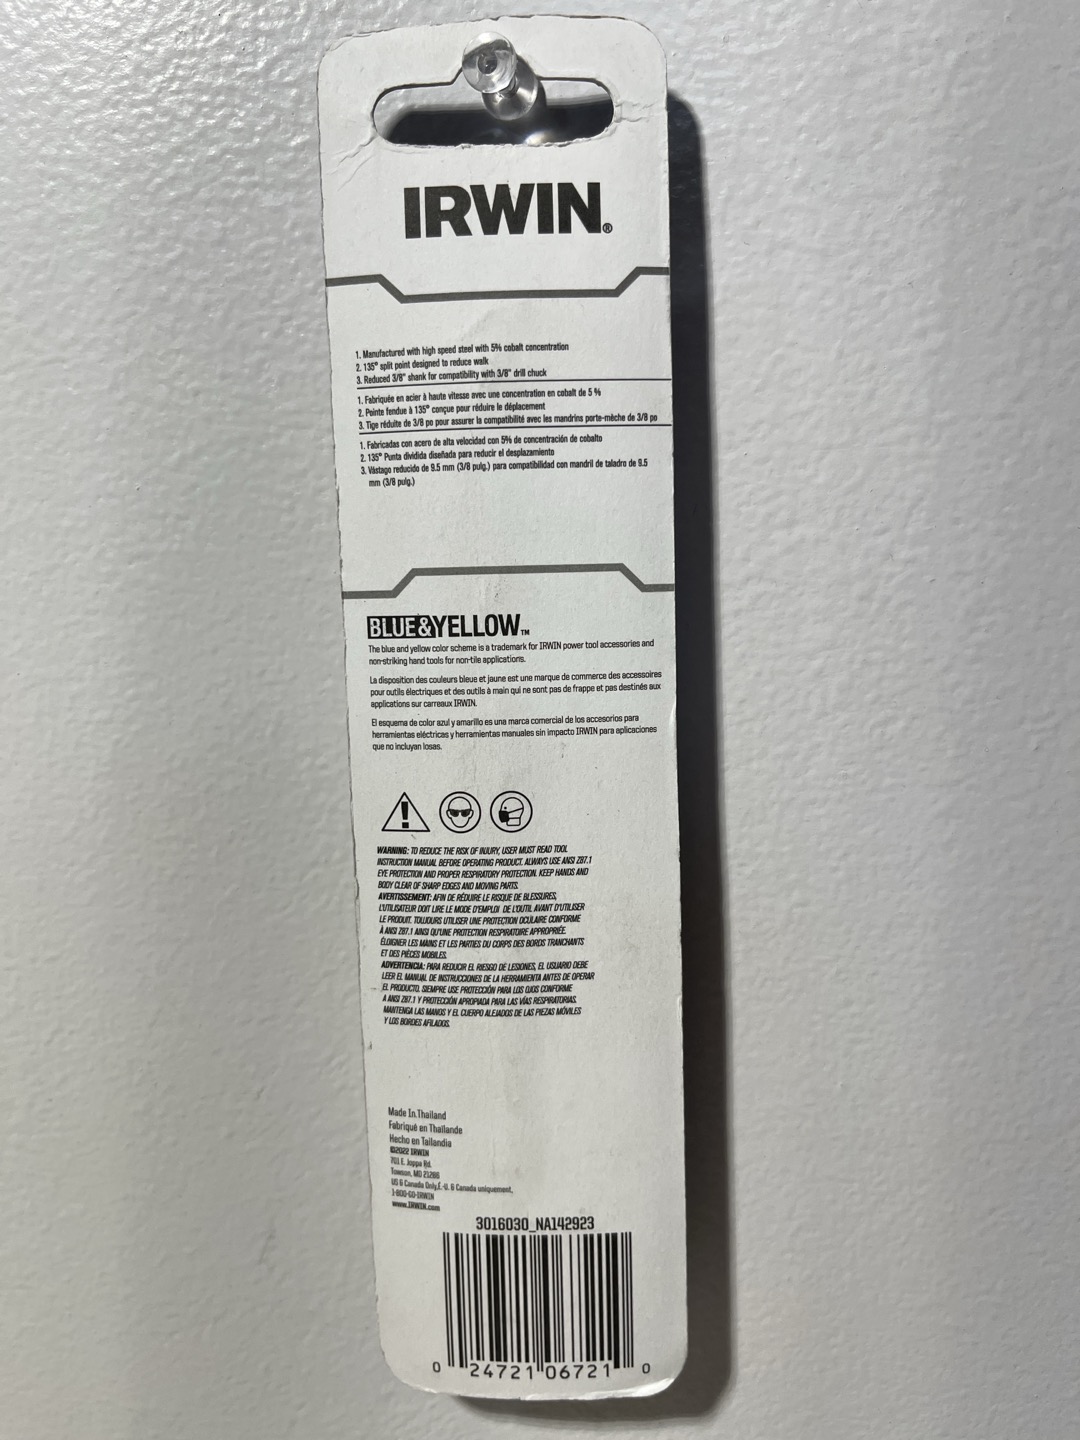 IRWIN®
1. Manufactured with high speed steel with 5% cobalt concentration
2. 135° split point designed to reduce walk
3. Reduced 3/8" shank for compatibility with 3/8" drill chuck
1. Fabriquée en acier à haute vitesse avec une concentration en cobalt de 5 %
2. Pointe fendue à 135° conçue pour réduire le déplacement
3. Tige réduite de 3/8 po pour assurer la compatibilité avec les mandrins porte-mèche de 3/8 po
1. Fabricadas con acero de alta velocidad con 5% de concentración de cobalto
2. 135° Punta dividida diseñada para reducir el desplazamiento
3. Vástago reducido de 9.5 mm (3/8 pulg.) para compatibilidad con mandril de taladro de 9.5
mm (3/8 pulg.)
BLUE&YELLOW™
The blue and yellow color scheme is a trademark for IRWIN power tool accessories and
non-striking hand tools for non-tile applications.
La disposition des couleurs bleue et jaune est une marque de commerce des accessoires
pour outils électriques et des outils à main qui ne sont pas de frappe et pas destinés aux
applications sur carreaux IRWIN.
El esquema de color azul y amarillo es una marca comercial de los accesorios para
herramientas eléctricas y herramientas manuales sin impacto IRWIN para aplicaciones
que no incluyan losas.
WARNING: TO REDUCE THE RISK OF INJURY, USER MUST READ TOOL
INSTRUCTION MANUAL BEFORE OPERATING PRODUCT. ALWAYS USE ANSI Z87.1
EYE PROTECTION AND PROPER RESPIRATORY PROTECTION. KEEP HANDS AND
BODY CLEAR OF SHARP EDGES AND MOVING PARTS.
AVERTISSEMENT: AFIN DE RÉDUIRE LE RISQUE DE BLESSURES,
L'UTILISATEUR DOIT LIRE LE MODE D'EMPLOI DE L'OUTIL AVANT D'UTILISER
LE PRODUIT. TOUJOURS UTILISER UNE PROTECTION OCULAIRE CONFORME
À ANSI Z87.1 AINSI QU'UNE PROTECTION RESPIRATOIRE APPROPRIÉE.
ÉLOIGNER LES MAINS ET LES PARTIES DU CORPS DES BORDS TRANCHANTS
ET DES PIÈCES MOBILES.
ADVERTENCIA: PARA REDUCIR EL RIESGO DE LESIONES, EL USUARIO DEBE
LEER EL MANUAL DE INSTRUCCIONES DE LA HERRAMIENTA ANTES DE OPERAR
EL PRODUCTO. SIEMPRE USE PROTECCIÓN PARA LOS OJOS CONFORME
A ANSI Z87.1 Y PROTECCIÓN APROPIADA PARA LAS VÍAS RESPIRATORIAS.
MANTENGA LAS MANOS Y EL CUERPO ALEJADOS DE LAS PIEZAS MÓVILES
Y LOS BORDES AFILADOS.
Made In Thailand
Fabriqué en Thaïlande
Hecho en Tailandia
©2022 IRWIN
701 E. Joppa Rd.
Towson, MD 21286
US & Canada Only,É.-U. & Canada uniquement,
1-800-GO-IRWIN
www.IRWIN.com
3016030_NA142923
0 24721 06721 0